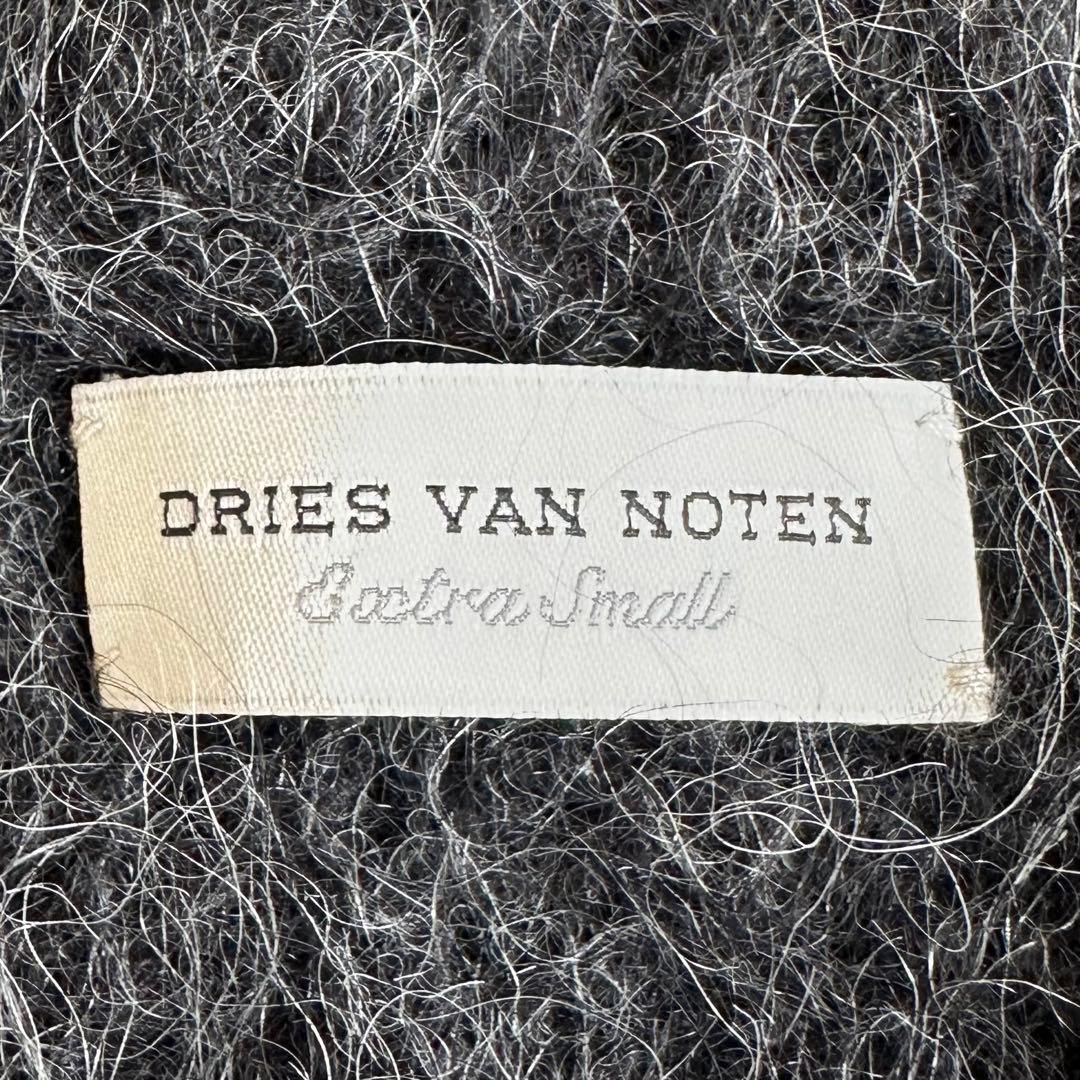 DRIES VAN NOTEN
Extra Small